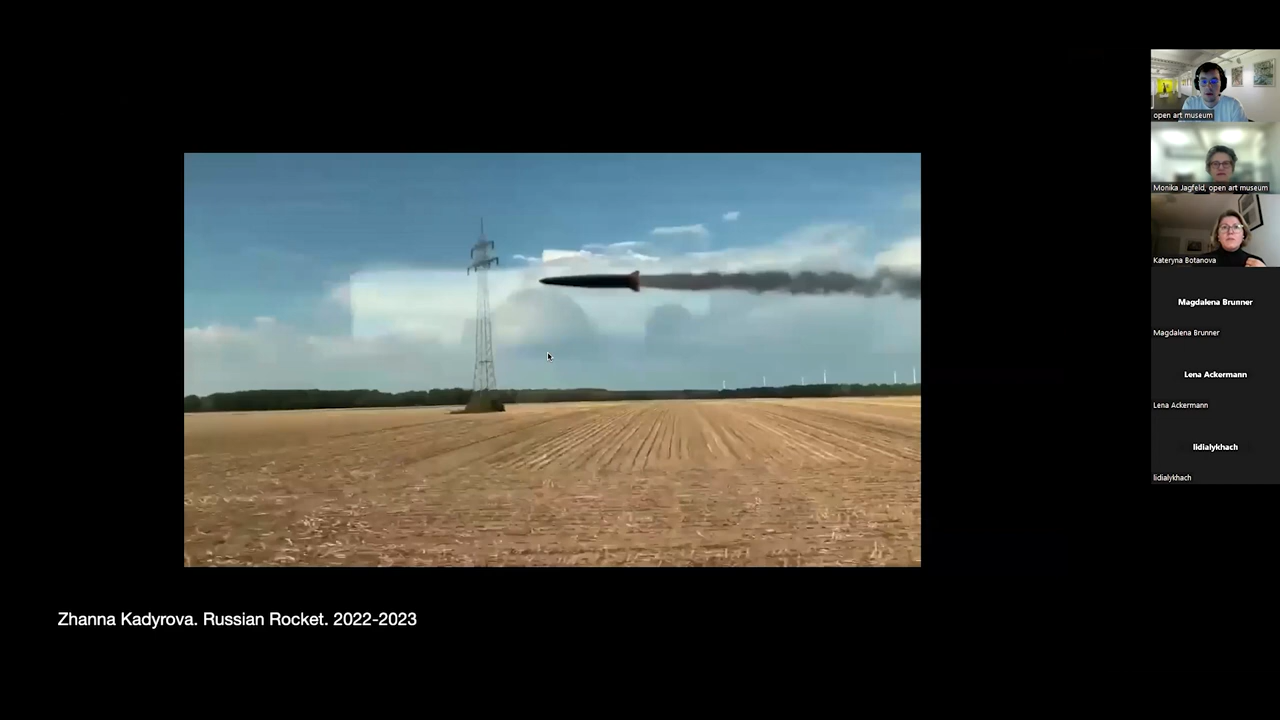 open art museum
Monika Jagfeld, open art museum
Kateryna Botanova
Magdalena Brunner
Magdalena Brunner
Lena Ackermann
Lena Ackermann
lidialykhach
lidialykhach
Zhanna Kadyrova. Russian Rocket. 2022-2023